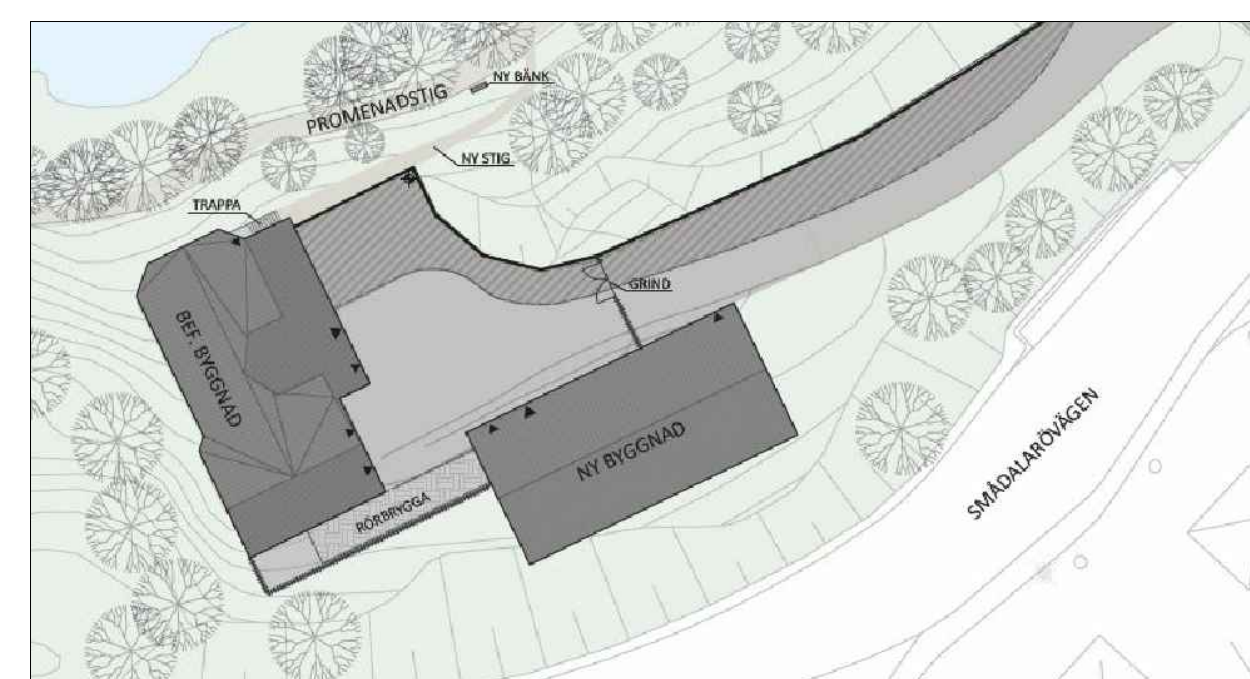 NY BÄNK
PROMENADSTIG
NY STIG
TRAPPA
GRIND
BEF. BYGGNAD
NY BYGGNAD
RÖRBRYGGA
SMÅDALARÖVÄGEN